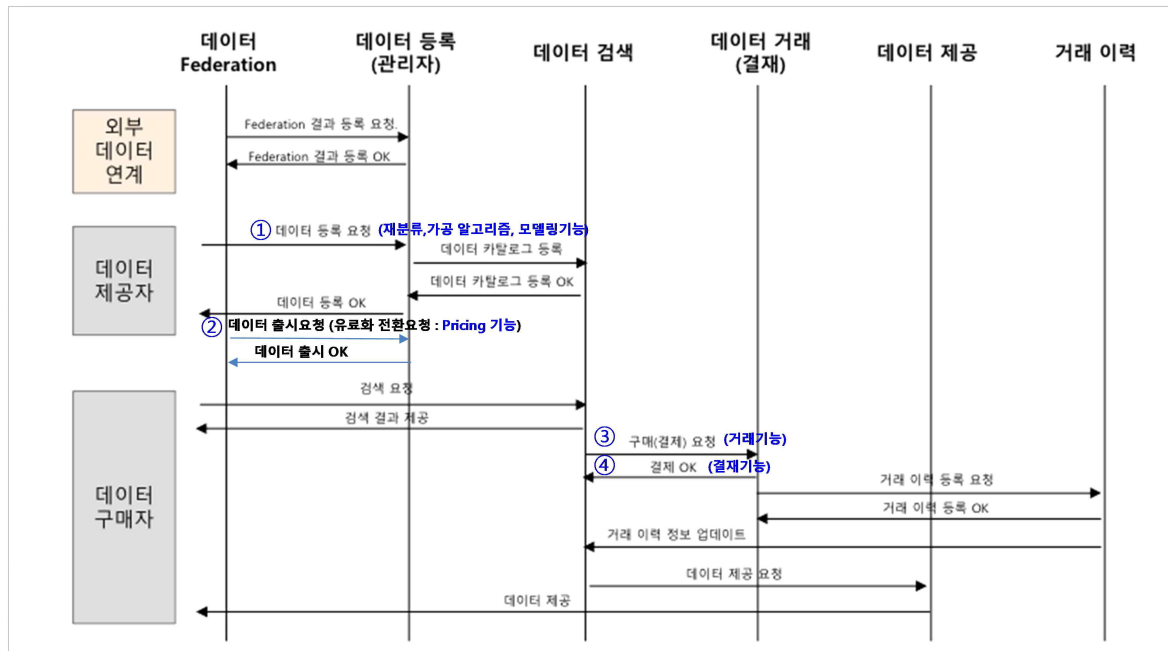 데이터
Federation
데이터 등록
(관리자)
데이터 검색
데이터 거래
(결재)
데이터 제공
거래 이력
외부
데이터
연계
Federation 결과 등록 요청.
Federation 결과 등록 OK
데이터
제공자
① 데이터 등록 요청 (재분류,가공 알고리즘, 모델링기능)
데이터 카탈로그 등록
데이터 카탈로그 등록 OK
데이터 등록 OK
② 데이터 출시요청 (유료화 전환요청 : Pricing 기능)
데이터 출시 OK
데이터
구매자
검색 요청
검색 결과 제공
③ 구매(결제) 요청 (거래기능)
④ 결제 OK (결재기능)
거래 이력 등록 요청
거래 이력 등록 OK
거래 이력 정보 업데이트
데이터 제공 요청
데이터 제공